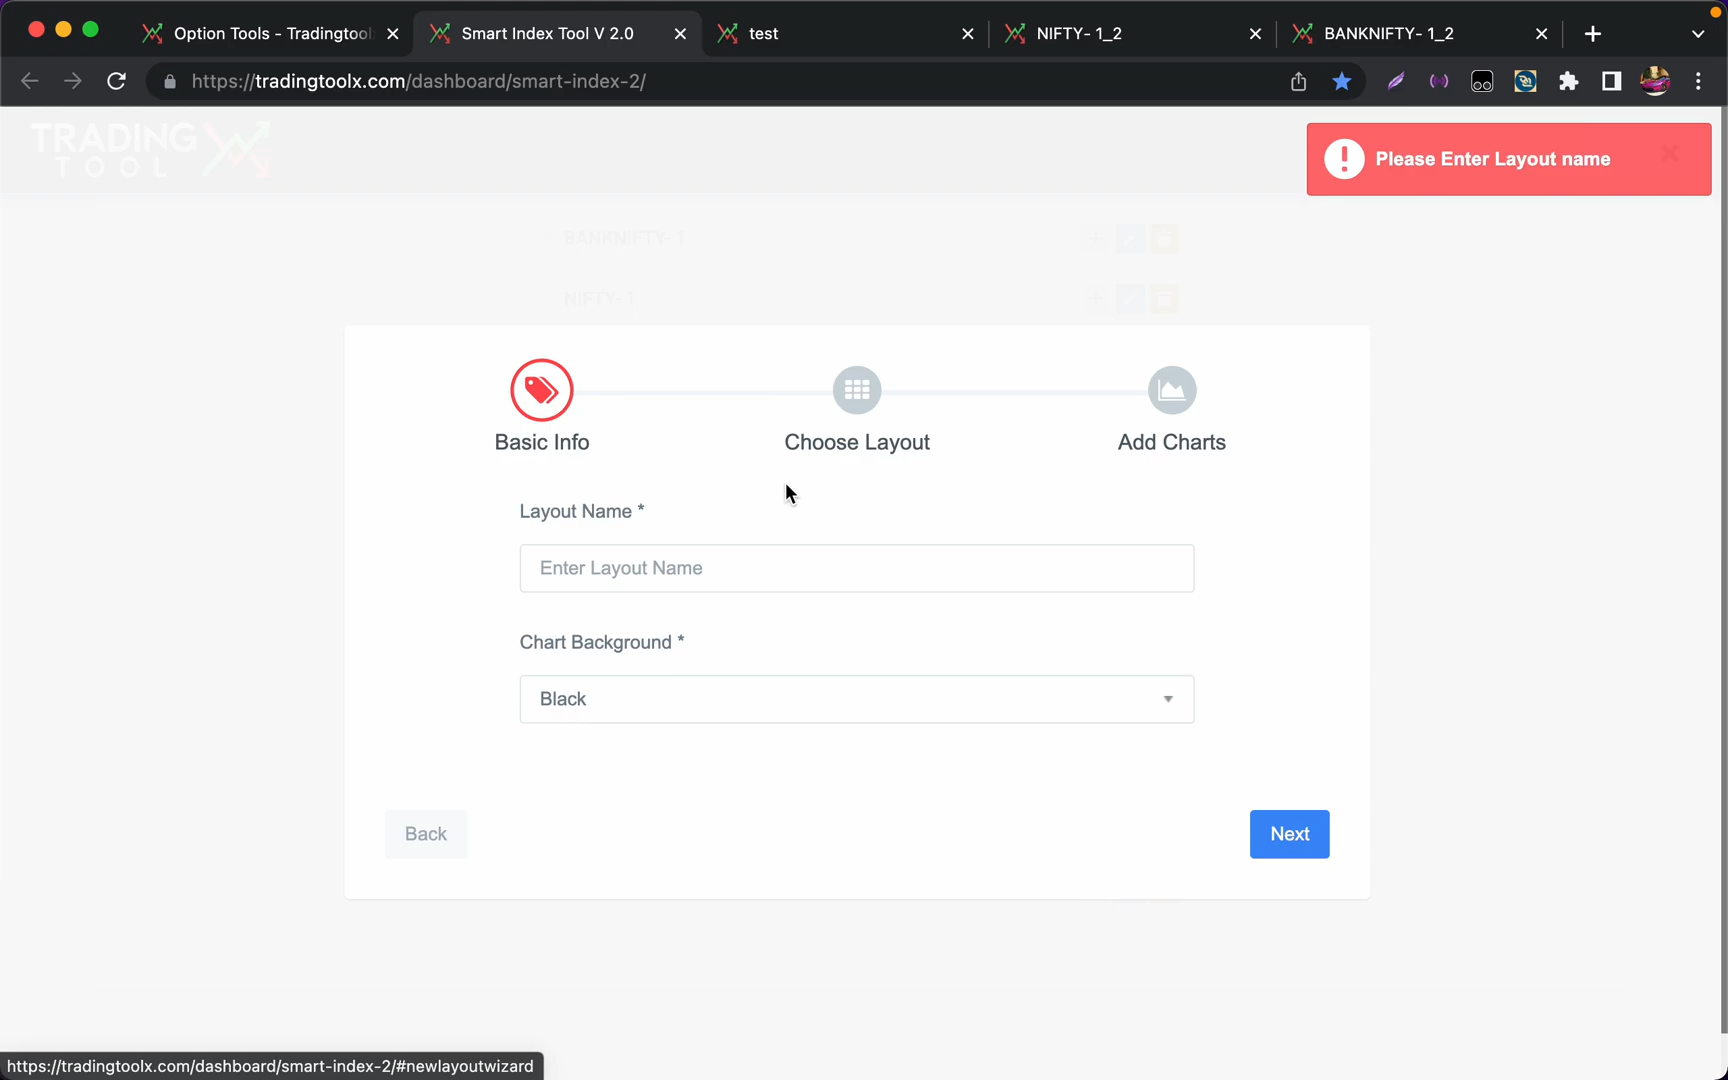 Option Tools - Tradingtool
Smart Index Tool V 2.0
test
NIFTY- 1_2
BANKNIFTY- 1_2
https://tradingtoolx.com/dashboard/smart-index-2/
TRADING
TOOL
Please Enter Layout name
BANKNIFTY- 1
NIFTY- 1
Basic Info
Choose Layout
Add Charts
Layout Name *
Enter Layout Name
Chart Background *
Black
Back
Next
https://tradingtoolx.com/dashboard/smart-index-2/#newlayoutwizard